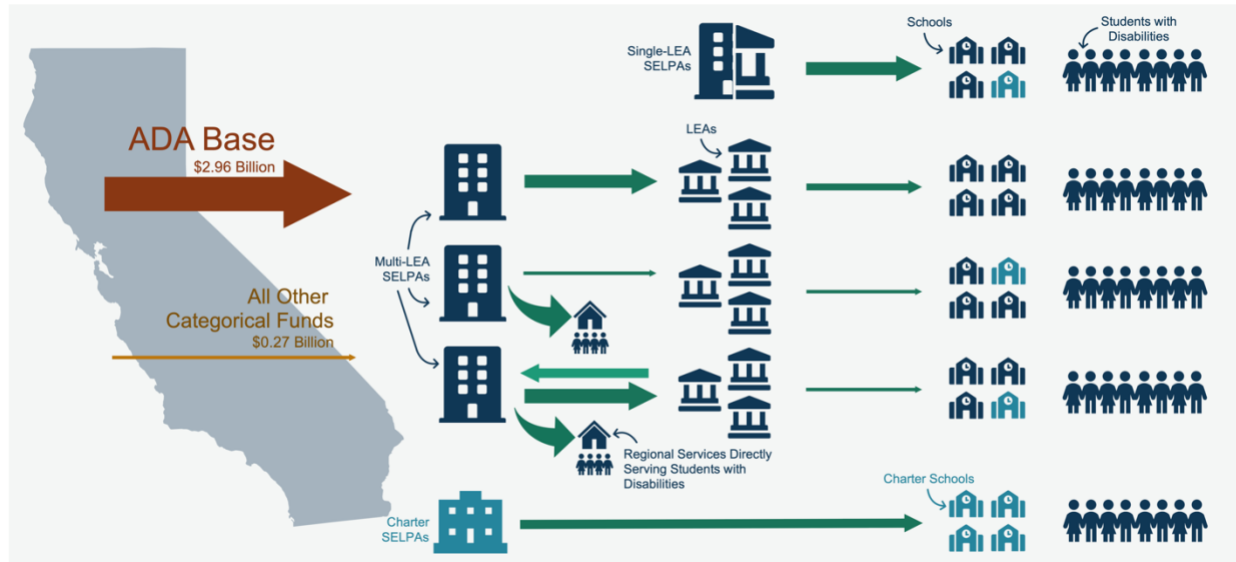 Single-LEA
SELPAs
Schools
Students with
Disabilities
ADA Base
$2.96 Billion
LEAs
Multi-LEA
SELPAs
All Other
Categorical Funds
$0.27 Billion
Regional Services Directly
Serving Students with
Disabilities
Charter
SELPAs
Charter Schools